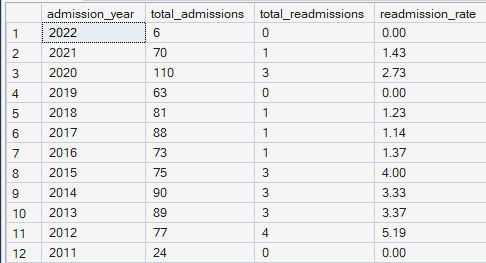 admission_year total_admissions total_readmissions readmission_rate
1 2022 6 0 0.00
2 2021 70 1 1.43
3 2020 110 3 2.73
4 2019 63 0 0.00
5 2018 81 1 1.23
6 2017 88 1 1.14
7 2016 73 1 1.37
8 2015 75 3 4.00
9 2014 90 3 3.33
10 2013 89 3 3.37
11 2012 77 4 5.19
12 2011 24 0 0.00